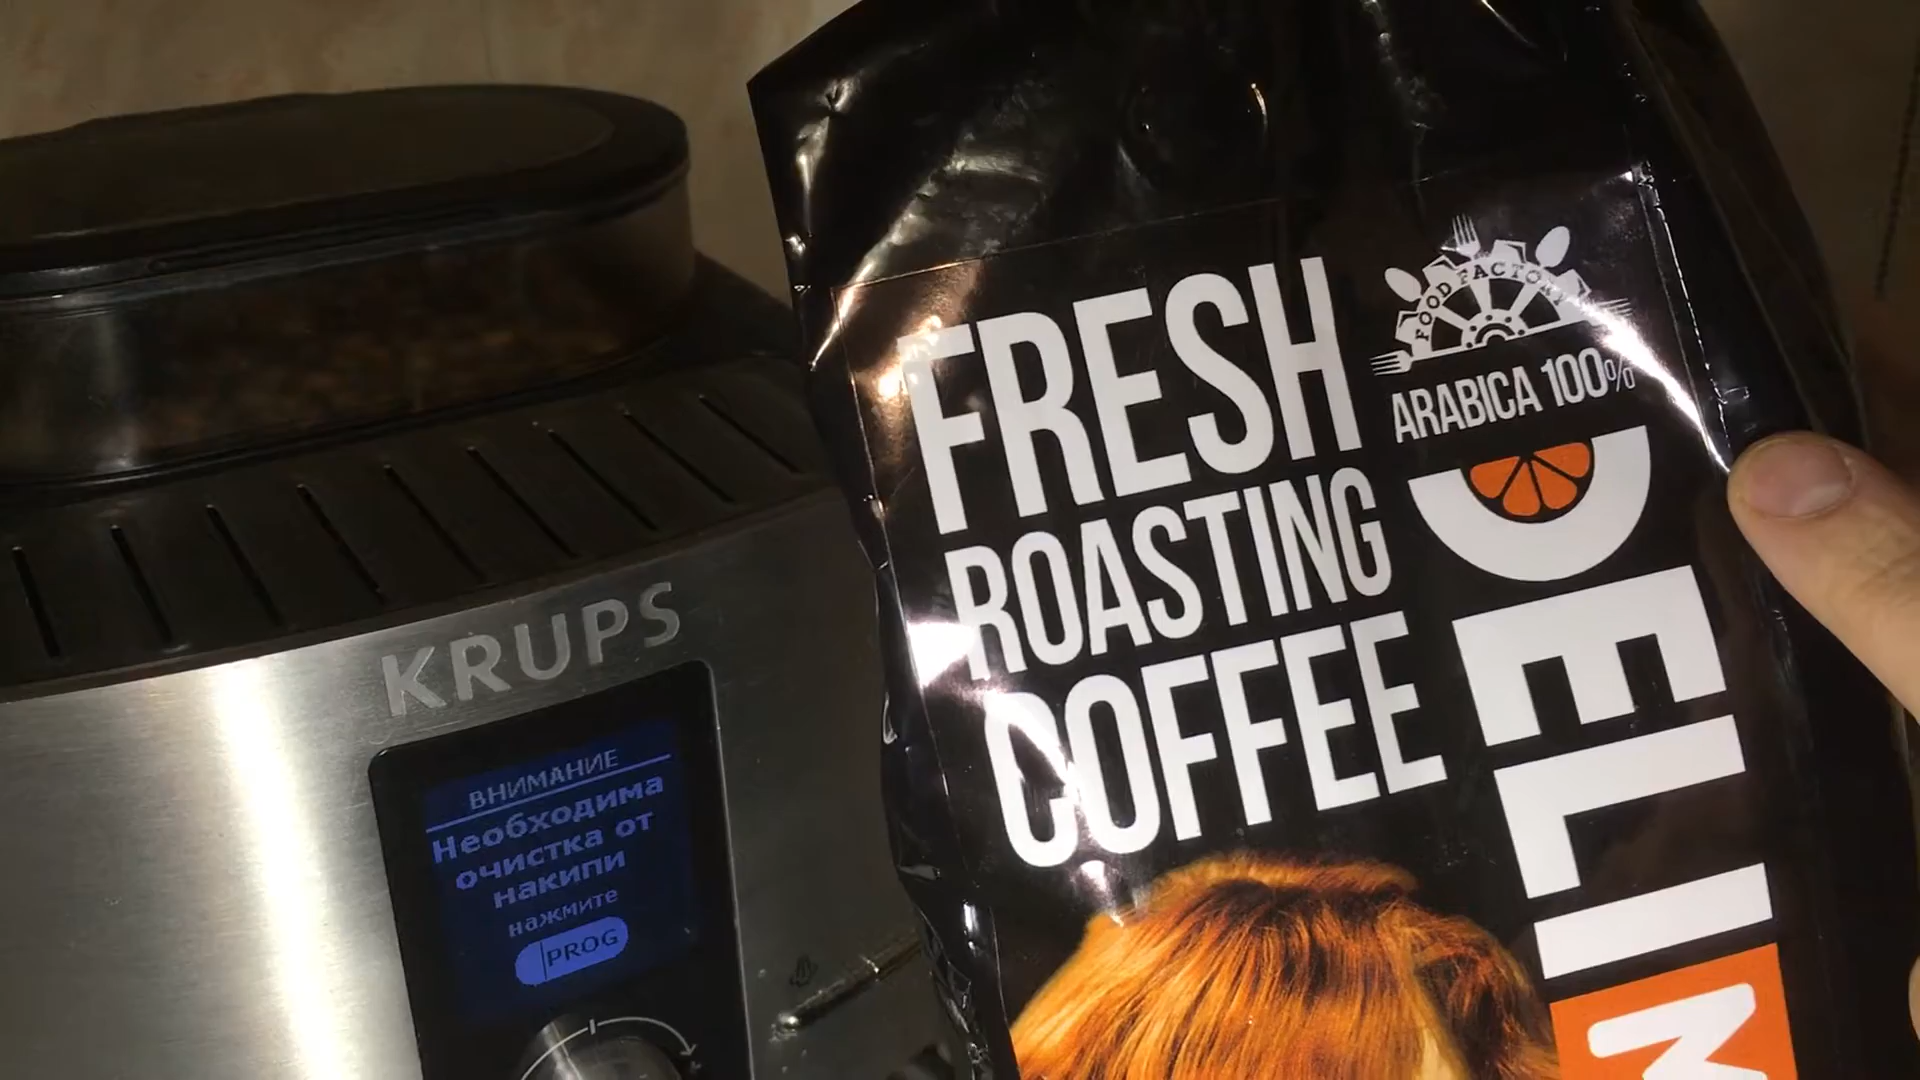 KRUPS
ВНИМАНИЕ
Необходима
очистка от
накипи
нажмите
PROG
FRESH
ROASTING
COFFEE
FOOD FACTORY
ARABICA 100%
DELI